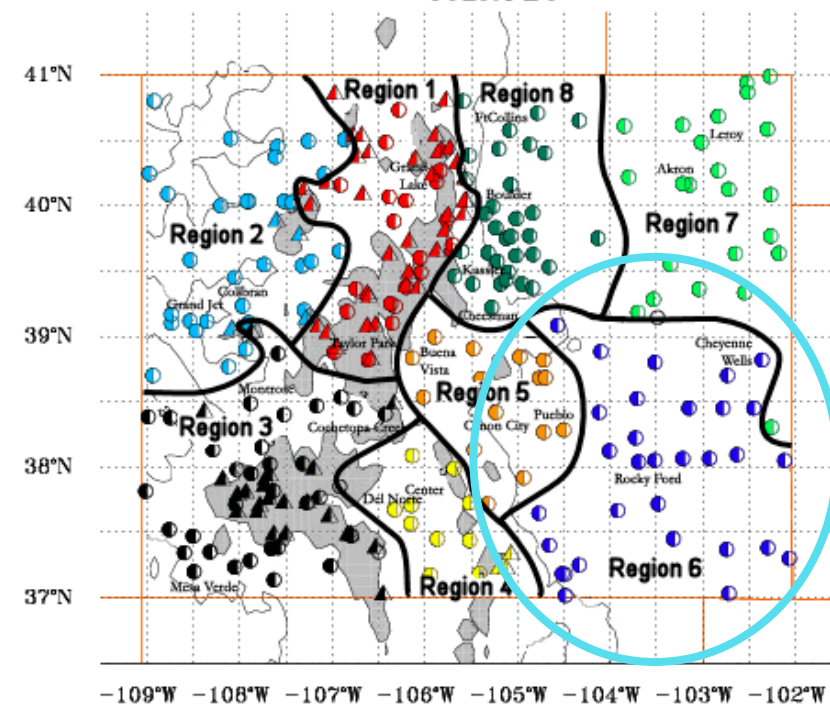 41°N
Region 1
Region 8
FtCollins
Leroy
Grand
Lake
Akron
40°N
Boulder
Region 2
Region 7
Kassler
Collbran
Grand Jct
Cheesman
39°N
Taylor Park
Buena
Vista
Cheyenne
Wells
Montrose
Region 5
Region 3
Cochetopa Creek
Pueblo
Canon City
38°N
Rocky Ford
Center
Del Norte
Region 6
Mesa Verde
Region 4
37°N
-109°W -108°W -107°W -106°W -105°W -104°W -103°W -102°W